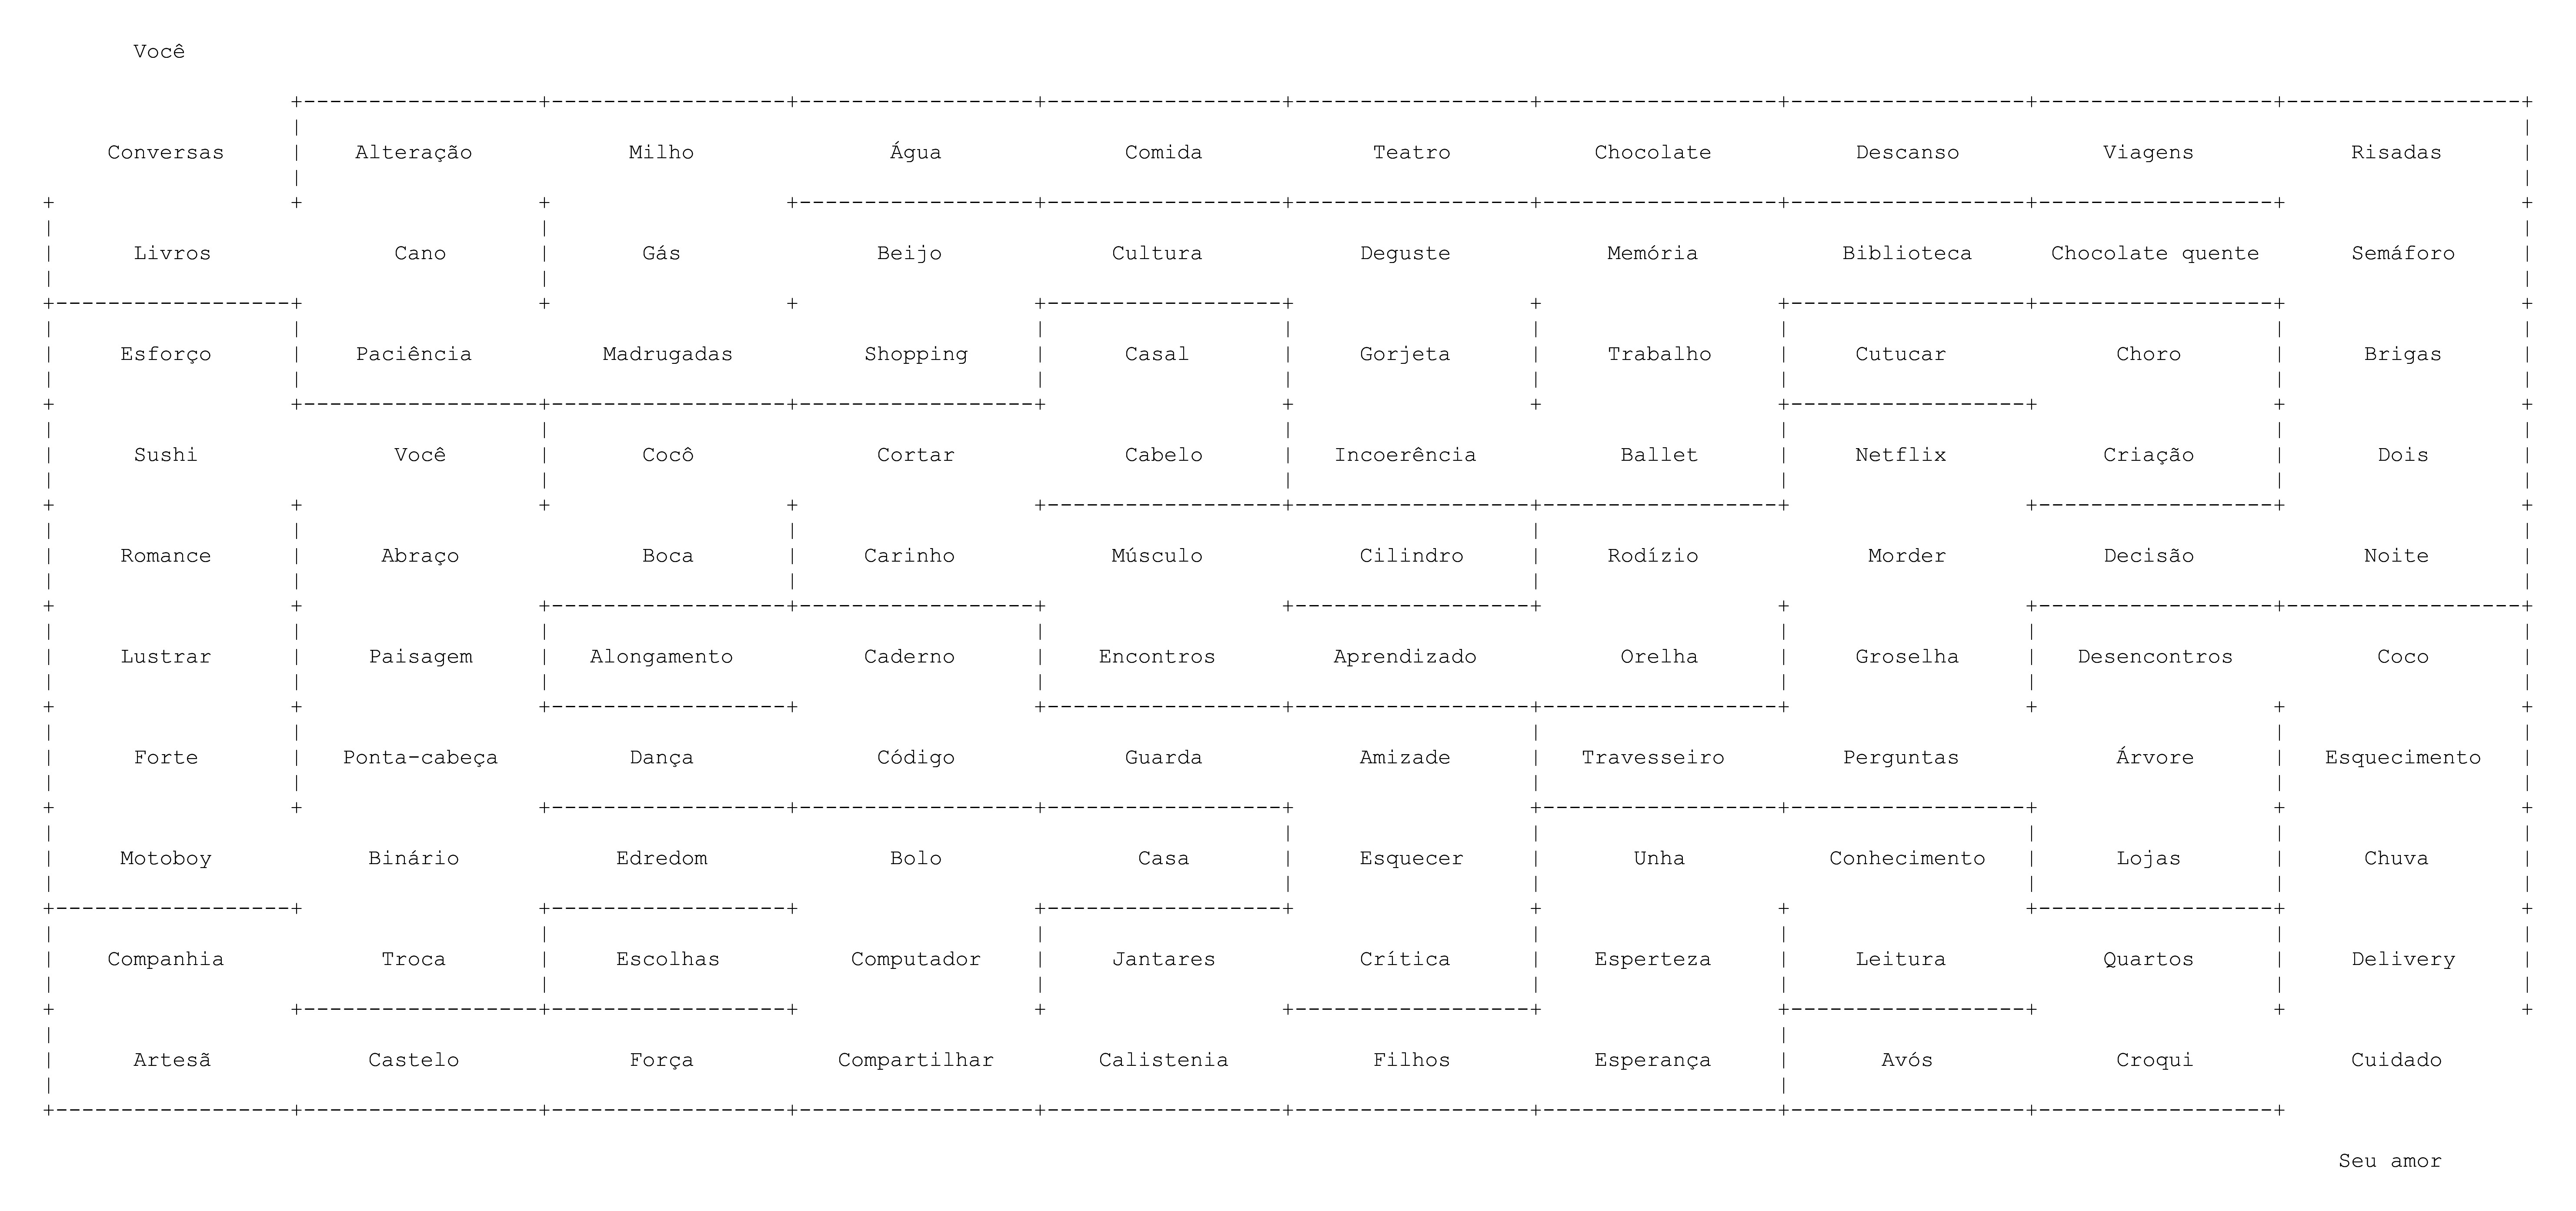 Você
Conversas Alteração Milho Água Comida Teatro Chocolate Descanso Viagens Risadas
Livros Cano Gás Beijo Cultura Deguste Memória Biblioteca Chocolate quente Semáforo
Esforço Paciência Madrugadas Shopping Casal Gorjeta Trabalho Cutucar Choro Brigas
Sushi Você Cocô Cortar Cabelo Incoerência Ballet Netflix Criação Dois
Romance Abraço Boca Carinho Músculo Cilindro Rodízio Morder Decisão Noite
Lustrar Paisagem Alongamento Caderno Encontros Aprendizado Orelha Groselha Desencontros Coco
Forte Ponta-cabeça Dança Código Guarda Amizade Travesseiro Perguntas Árvore Esquecimento
Motoboy Binário Edredom Bolo Casa Esquecer Unha Conhecimento Lojas Chuva
Companhia Troca Escolhas Computador Jantares Crítica Esperteza Leitura Quartos Delivery
Artesã Castelo Força Compartilhar Calistenia Filhos Esperança Avós Croqui Cuidado
Seu amor